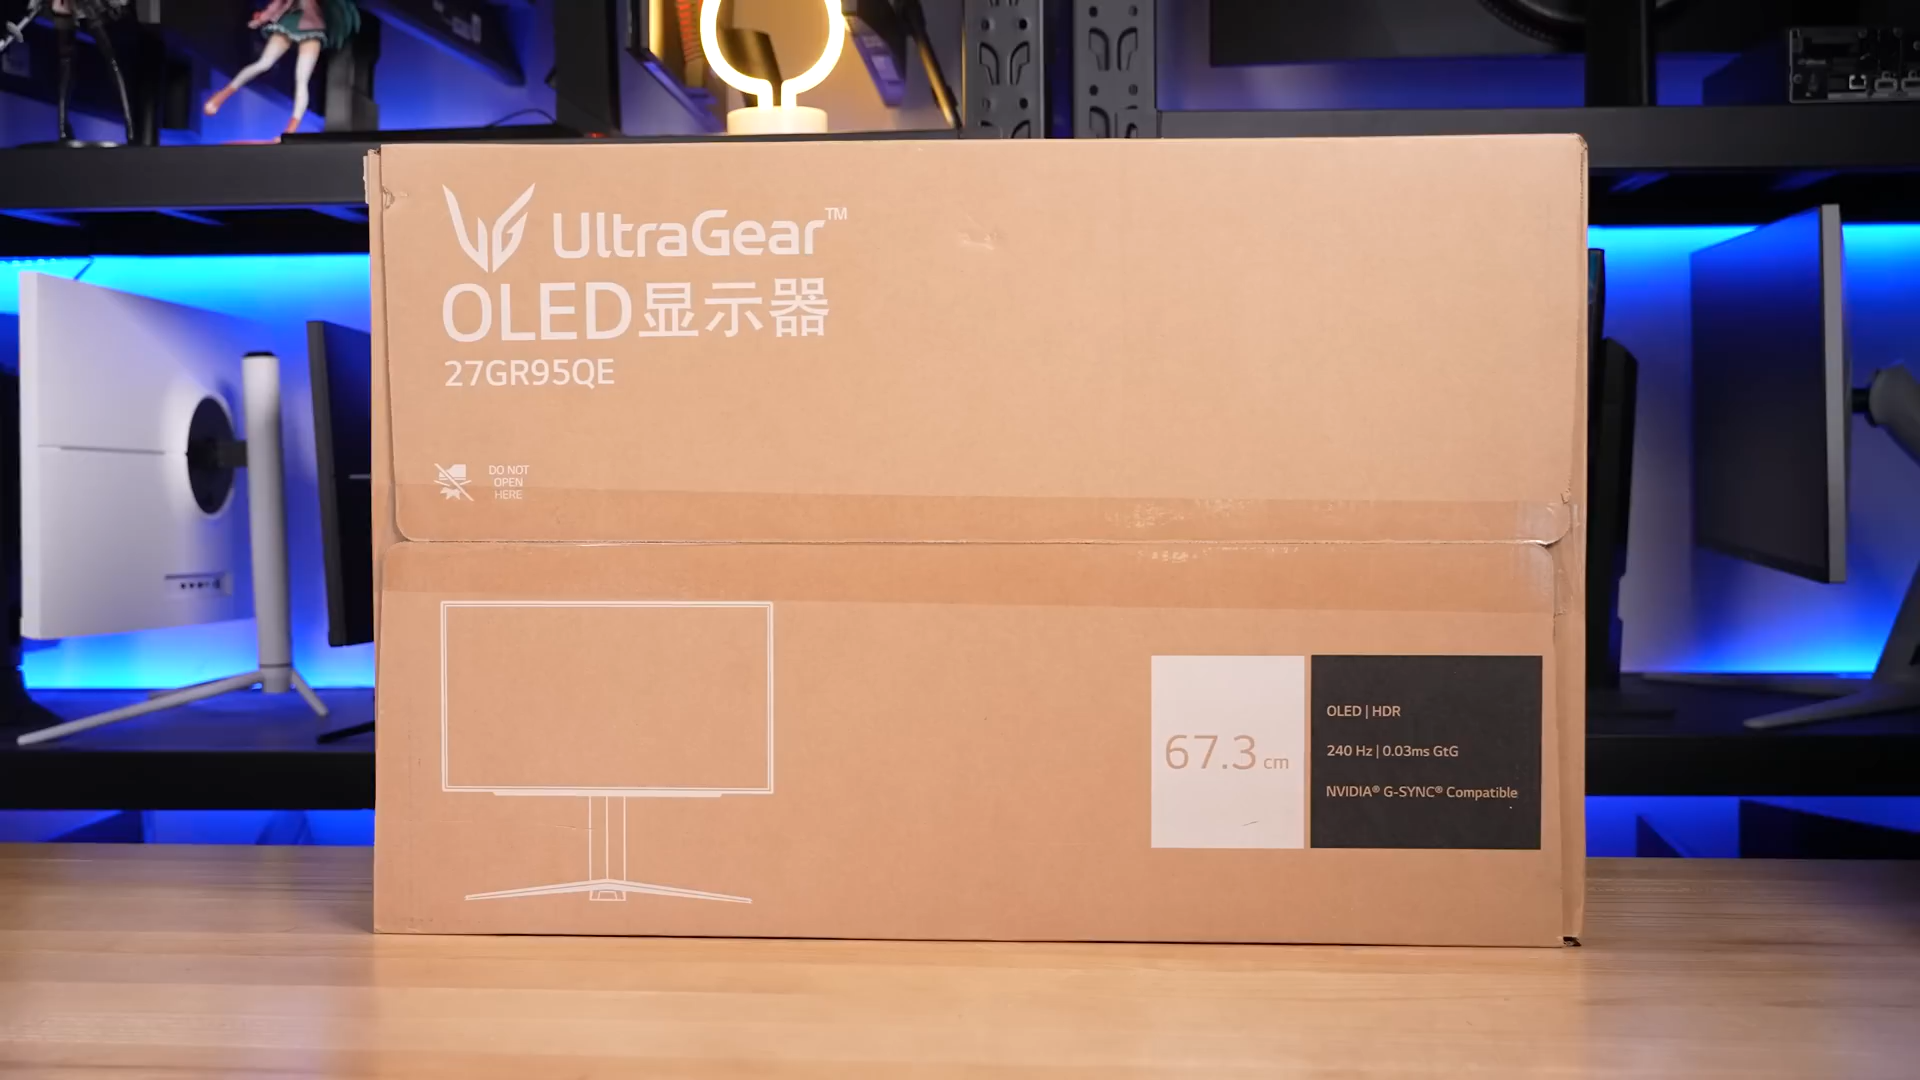 UltraGear™
OLED显示器
27GR95QE
DO NOT
OPEN
HERE
67.3 cm
OLED | HDR
240 Hz | 0.03ms GtG
NVIDIA® G-SYNC® Compatible